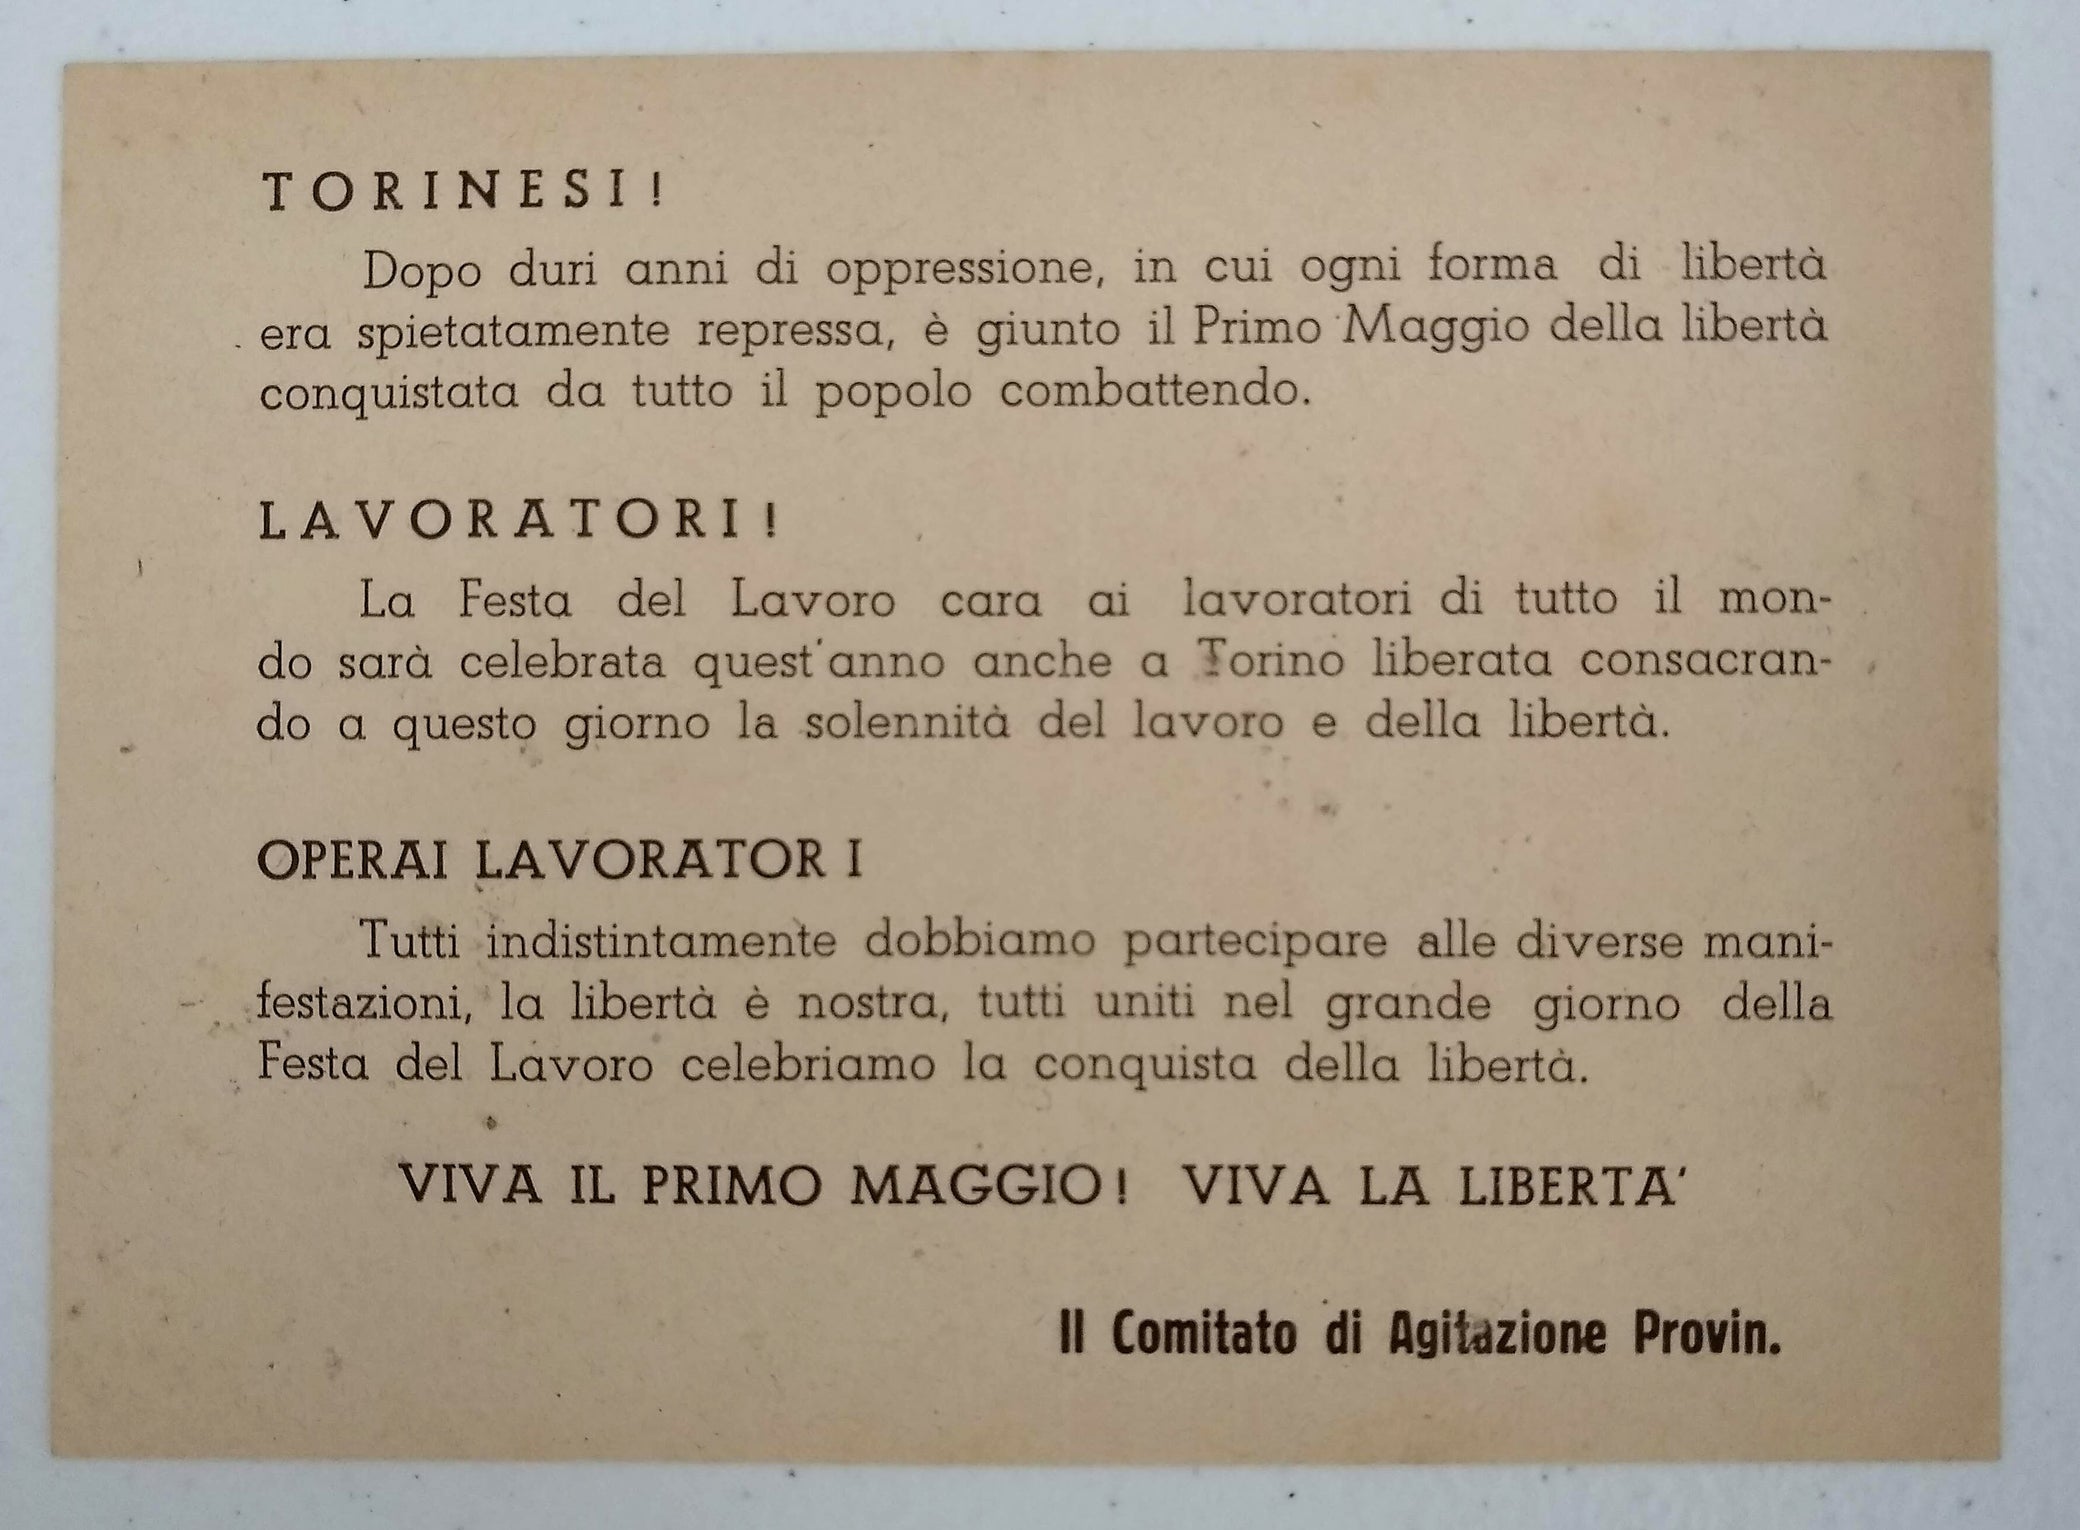 TORINESI!
Dopo duri anni di oppressione, in cui ogni forma di libertà
era spietatamente repressa, è giunto il Primo Maggio della libertà
conquistata da tutto il popolo combattendo.
LAVORATORI!
La Festa del Lavoro cara ai lavoratori di tutto il mon-
do sarà celebrata quest'anno anche a Torino liberata consacran-
do a questo giorno la solennità del lavoro e della libertà.
OPERAI LAVORATOR I
Tutti indistintamente dobbiamo partecipare alle diverse mani-
festazioni, la libertà è nostra, tutti uniti nel grande giorno della
Festa del Lavoro celebriamo la conquista della libertà.
VIVA IL PRIMO MAGGIO! VIVA LA LIBERTA'
Il Comitato di Agitazione Provin.